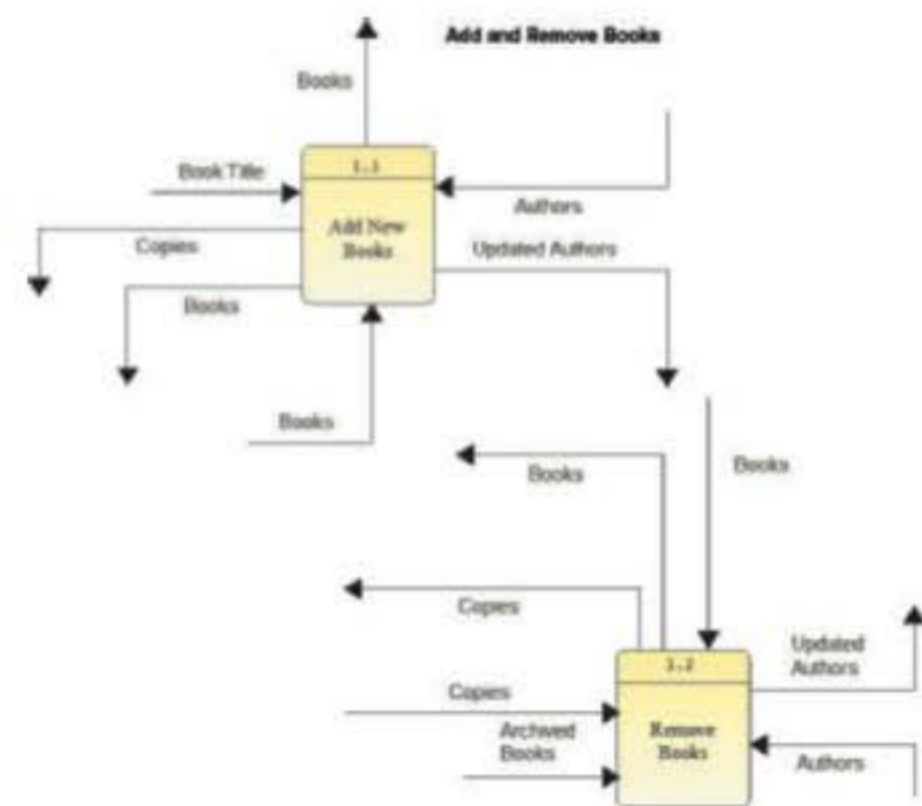 Add and Remove Books
Books
1.1
Book Title
Add New
Books
Authors
Copies
Updated Authors
Books
Books
Books
Books
Copies
1.2
Updated
Authors
Copies
Archived
Books
Remove
Books
Authors